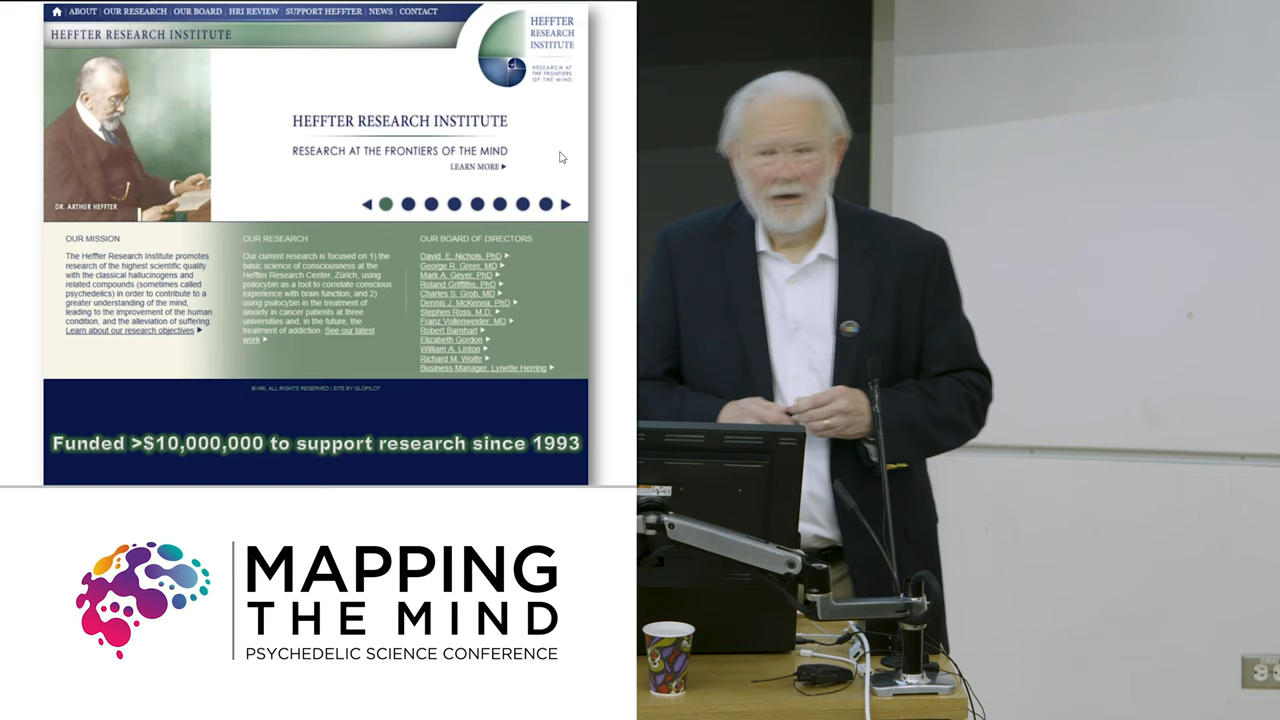 ABOUT | OUR RESEARCH | OUR BOARD | HRI REVIEW | SUPPORT HEFFTER | NEWS | CONTACT
HEFFTER RESEARCH INSTITUTE
HEFFTER
RESEARCH
INSTITUTE
RESEARCH AT
THE FRONTIERS
OF THE MIND
HEFFTER RESEARCH INSTITUTE
RESEARCH AT THE FRONTIERS OF THE MIND
LEARN MORE
DR. ARTHUR HEFFTER
OUR MISSION
The Heffter Research Institute promotes
research of the highest scientific quality
with the classical hallucinogens and
related compounds (sometimes called
psychedelics) in order to contribute to a
greater understanding of the mind,
leading to the improvement of the human
condition, and the alleviation of suffering.
Learn about our research objectives
OUR RESEARCH
Our current research is focused on 1) the
basic science of consciousness at the
Heffter Research Center, Zürich, using
psilocybin as a tool to correlate conscious
experience with brain function; and 2)
using psilocybin in the treatment of
anxiety in cancer patients at three
universities and, in the future, the
treatment of addiction. See our latest
work
OUR BOARD OF DIRECTORS
David. E. Nichols, PhD
George R. Greer, MD
Mark A. Geyer, PhD
Roland Griffiths, PhD
Charles S. Grob, MD
Dennis J. McKenna, PhD
Stephen Ross, M.D.
Franz Vollenweider, MD
Robert Barnhart
Elizabeth Gordon
William A. Linton
Richard M. Wolfe
Business Manager, Lynette Herring
© HRI, ALL RIGHTS RESERVED | SITE BY GLOPILOT
Funded >$10,000,000 to support research since 1993
MAPPING
THE MIND
PSYCHEDELIC SCIENCE CONFERENCE